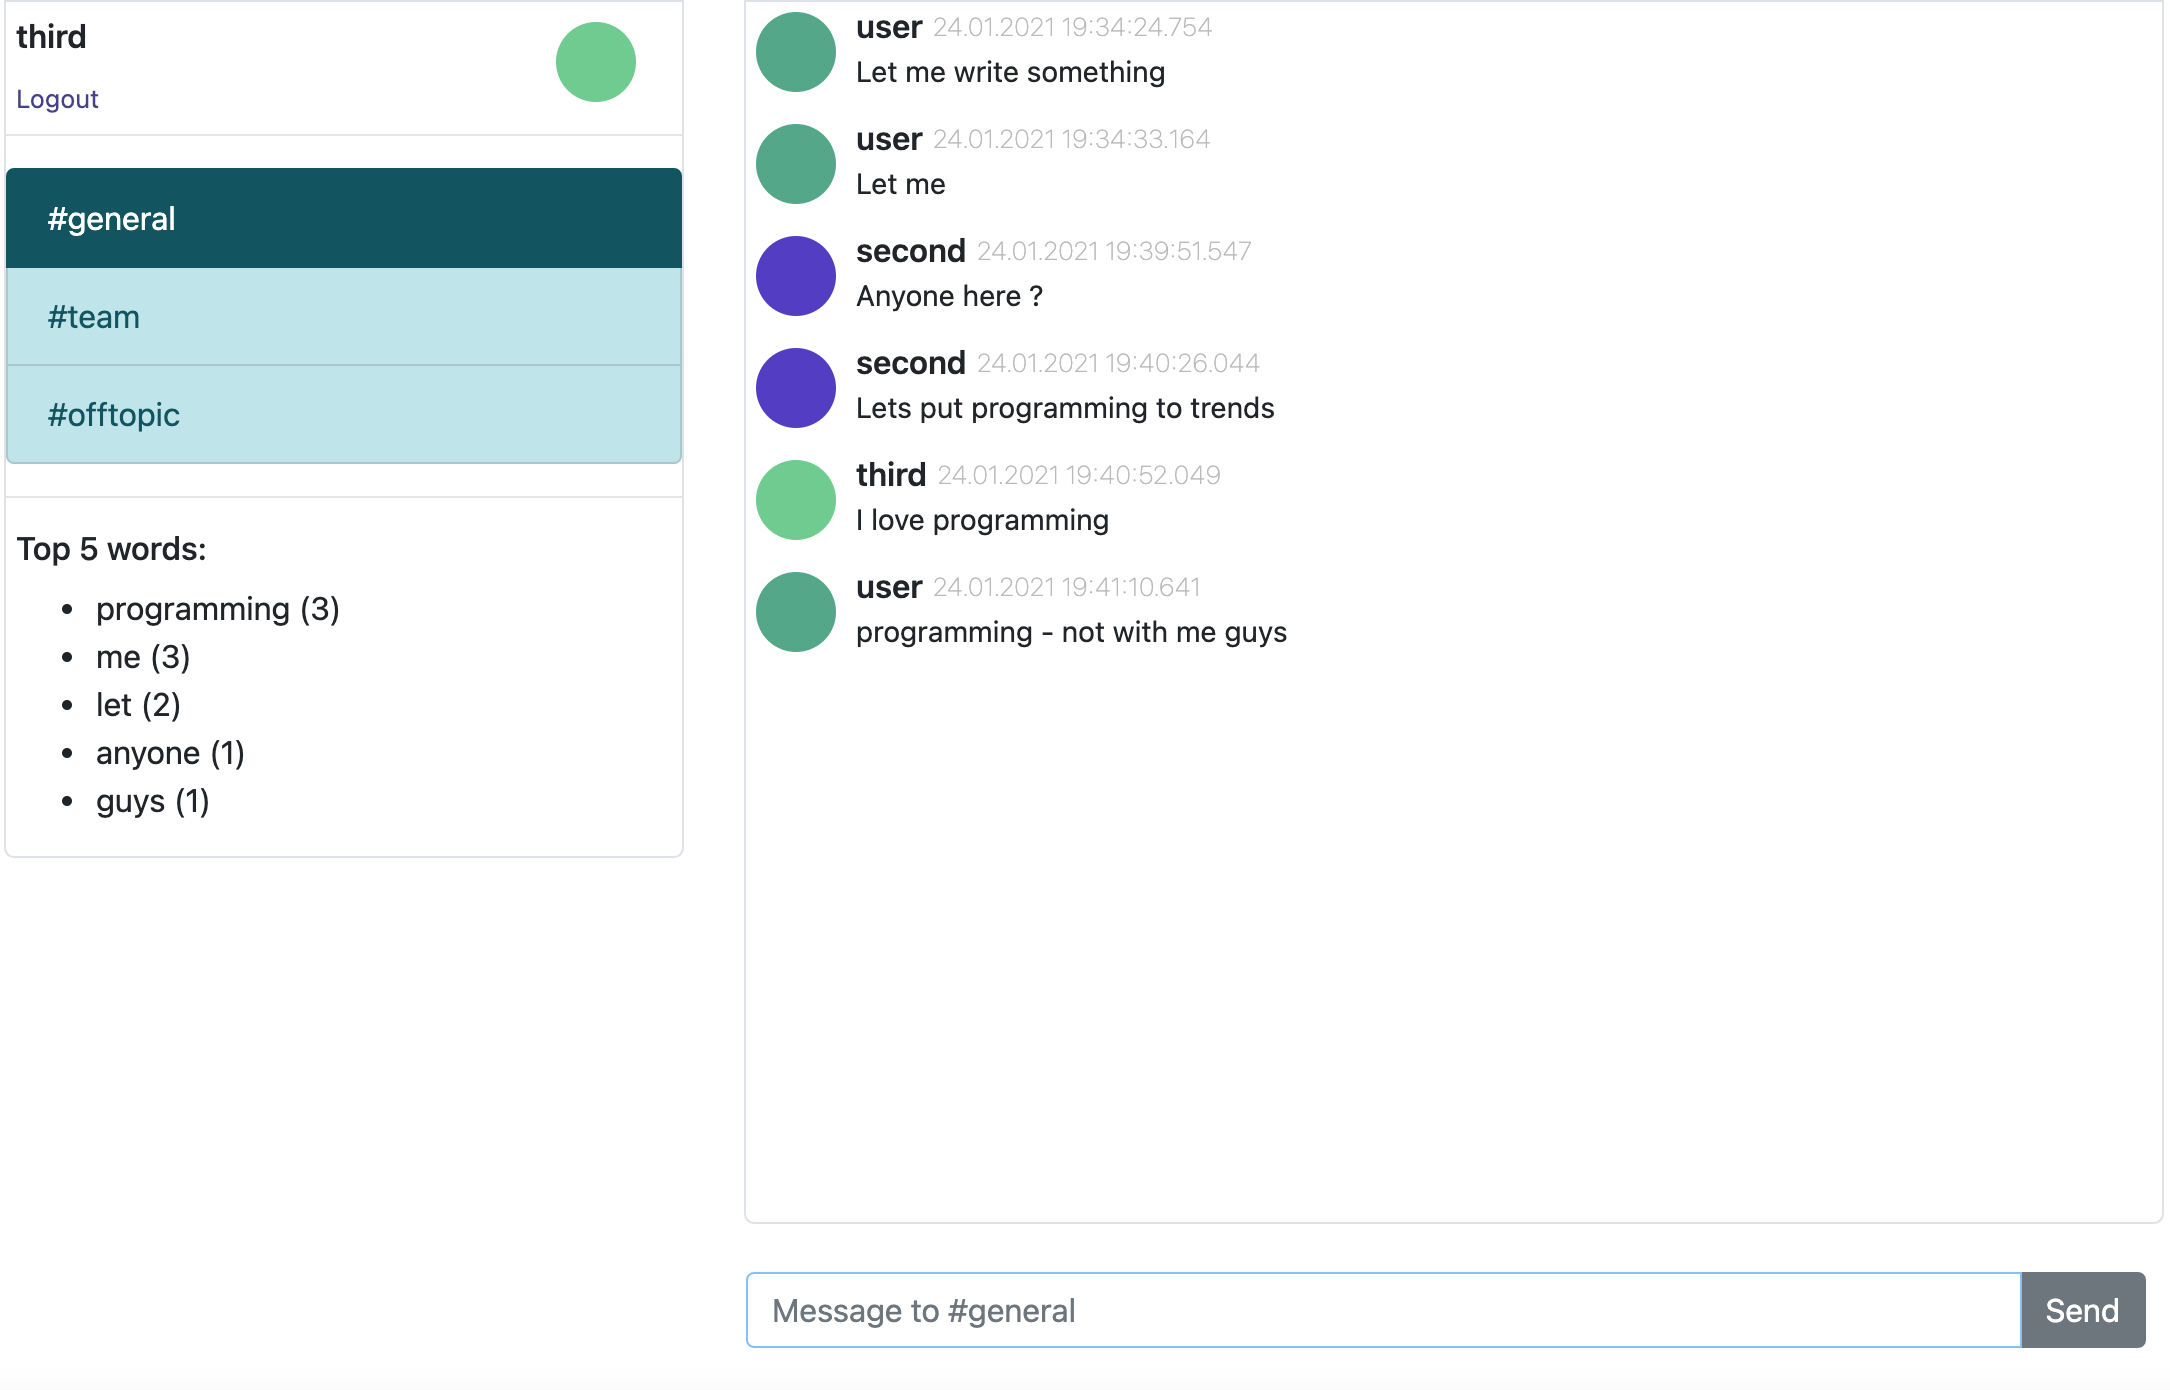 third
Logout
#general
#team
#offtopic
Top 5 words:
programming (3)
me (3)
let (2)
anyone (1)
guys (1)
user 24.01.2021 19:34:24.754
Let me write something
user 24.01.2021 19:34:33.164
Let me
second 24.01.2021 19:39:51.547
Anyone here ?
second 24.01.2021 19:40:26.044
Lets put programming to trends
third 24.01.2021 19:40:52.049
I love programming
user 24.01.2021 19:41:10.641
programming - not with me guys
Message to #general
Send